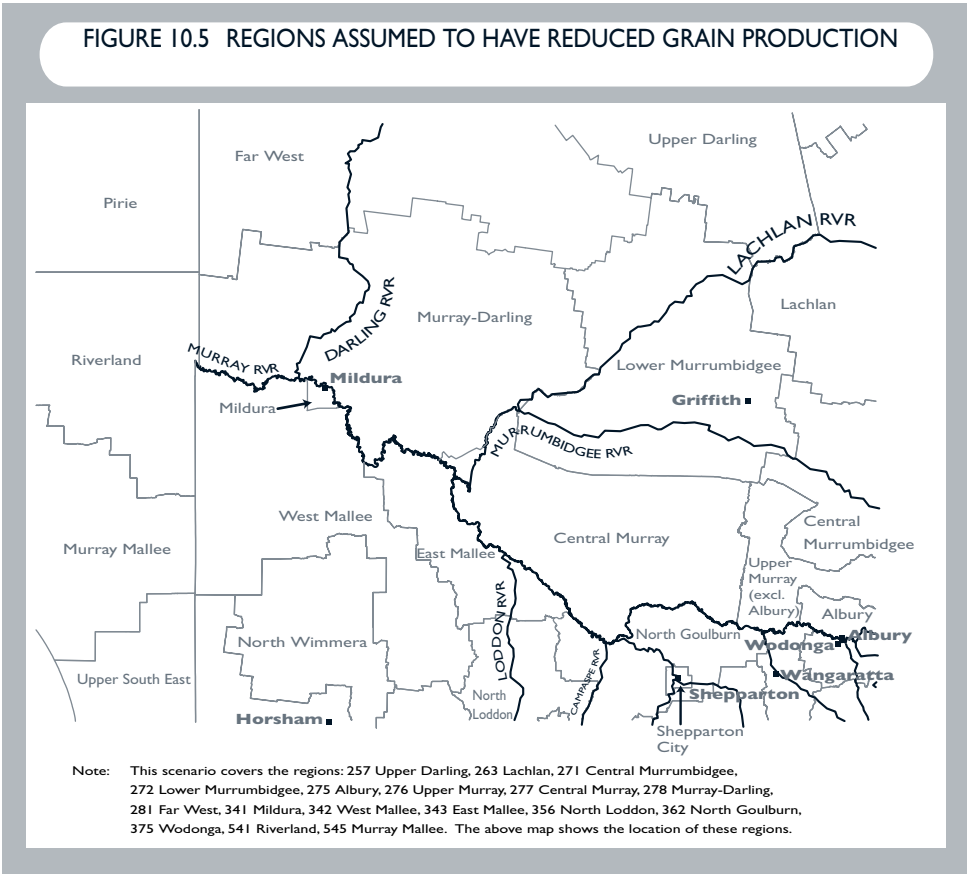 FIGURE 10.5 REGIONS ASSUMED TO HAVE REDUCED GRAIN PRODUCTION
Upper Darling
Far West
Pirie
LACHLAN RVR
Lachlan
DARLING RVR
Murray-Darling
MURRAY RVR
Riverland
Lower Murrumbidgee
Mildura
Griffith
Mildura
MURRUMBIDGEE RVR
West Mallee
Central
Murrumbidgee
Central Murray
Murray Mallee
East Mallee
Upper
Murray
(excl.
Albury)
LODDON RVR
Albury
North Wimmera
North Goulburn
Albury
Wodonga
CAMPASPE RVR
Wangaratta
Upper South East
North
Loddon
Shepparton
Horsham
Shepparton
City
Note: This scenario covers the regions: 257 Upper Darling, 263 Lachlan, 271 Central Murrumbidgee,
272 Lower Murrumbidgee, 275 Albury, 276 Upper Murray, 277 Central Murray, 278 Murray-Darling,
281 Far West, 341 Mildura, 342 West Mallee, 343 East Mallee, 356 North Loddon, 362 North Goulburn,
375 Wodonga, 541 Riverland, 545 Murray Mallee. The above map shows the location of these regions.